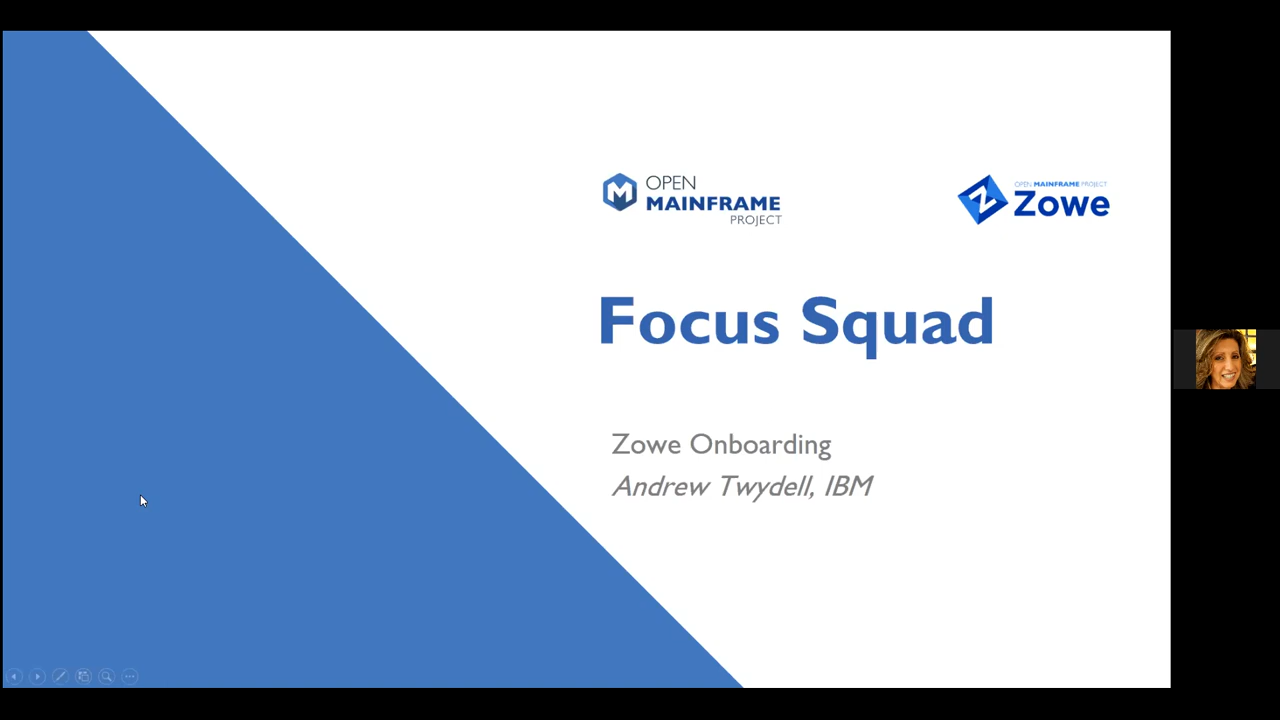 OPEN
MAINFRAME
PROJECT
OPEN MAINFRAME PROJECT
Zowe
Focus Squad
Zowe Onboarding
Andrew Twydell, IBM